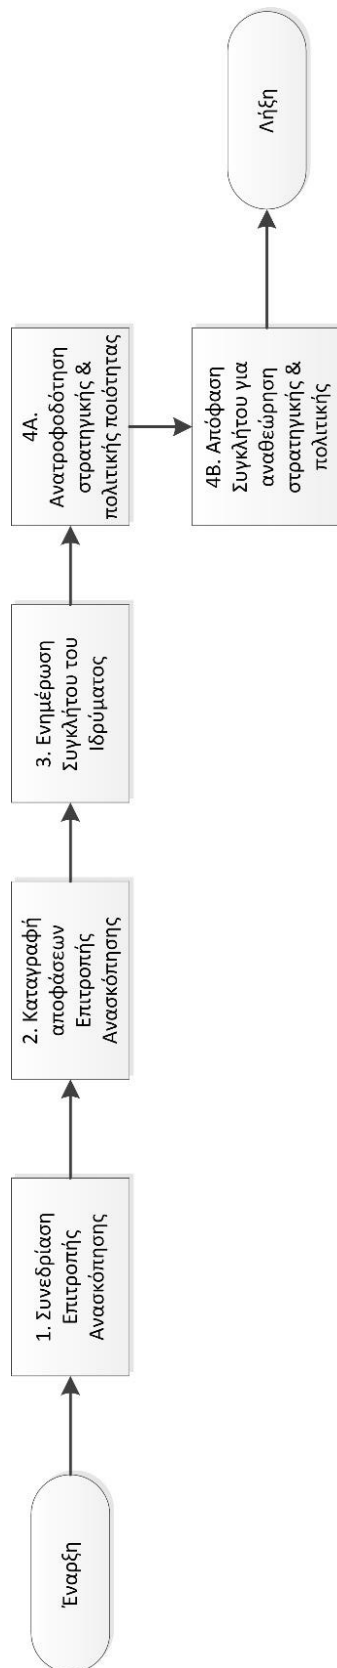 Έναρξη
1. Συνεδρίαση
Επιτροπής
Ανασκόπησης
2. Καταγραφή
αποφάσεων
Επιτροπής
Ανασκόπησης
3. Ενημέρωση
Συγκλήτου του
Ιδρύματος
4Α.
Ανατροφοδότηση
στρατηγικής &
πολιτικής ποιότητας
4Β. Απόφαση
Συγκλήτου για
αναθεώρηση
στρατηγικής &
πολιτικής
Λήξη